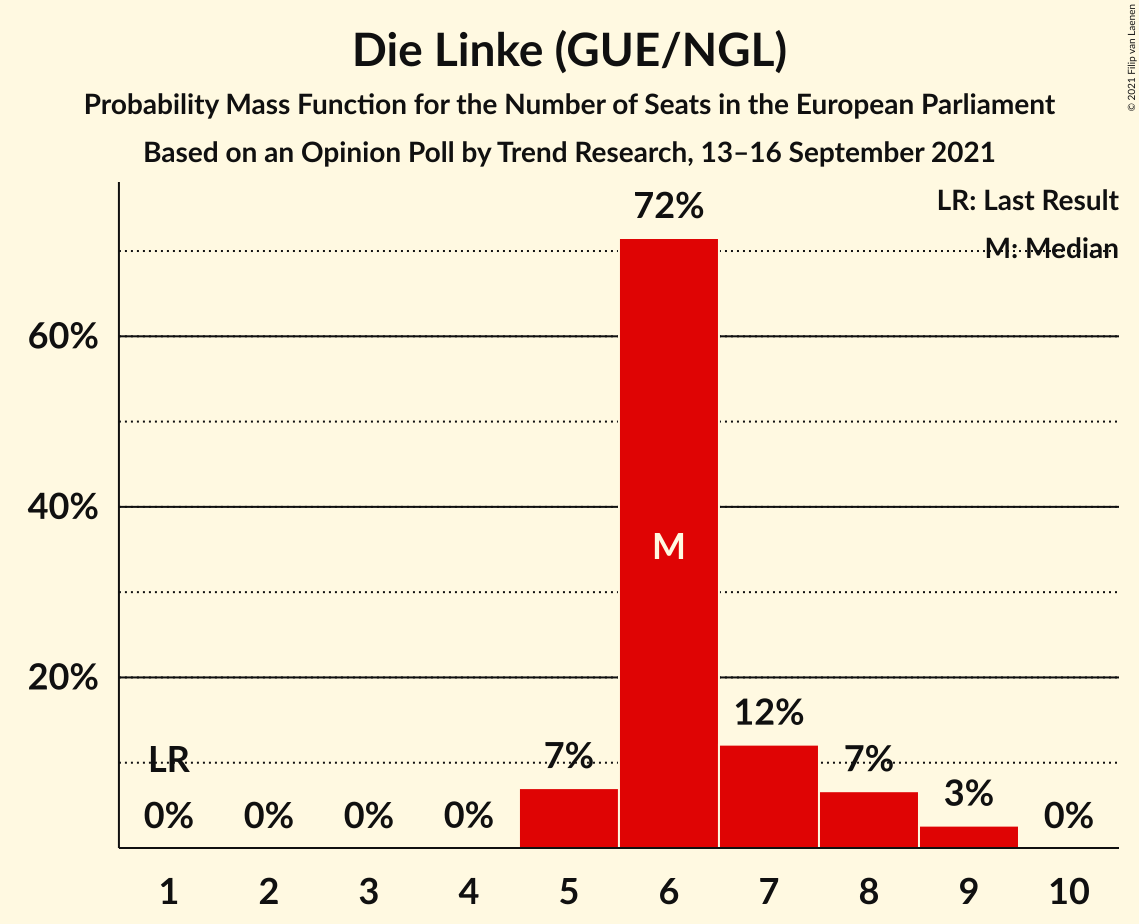 Die Linke (GUE/NGL)
Probability Mass Function for the Number of Seats in the European Parliament
Based on an Opinion Poll by Trend Research, 13–16 September 2021
© 2021 Filip van Laenen
LR: Last Result
M: Median
72%
60%
40%
M
20%
12%
LR
7%
7%
3%
0%
0%
0%
0%
0%
1 2 3 4 5 6 7 8 9 10